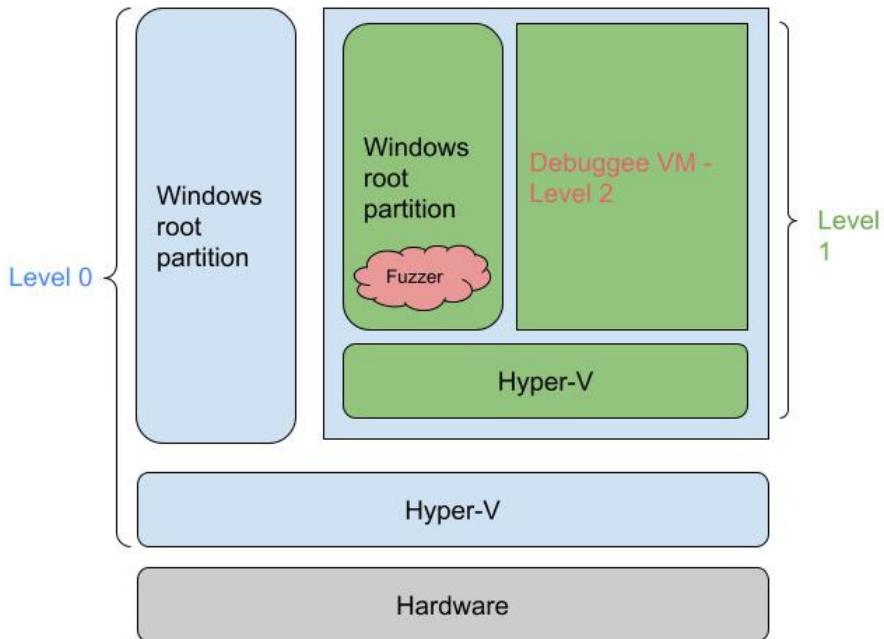 Level 0
Windows
root
partition
Windows
root
partition
Fuzzer
Debuggee VM -
Level 2
Level
1
Hyper-V
Hyper-V
Hardware